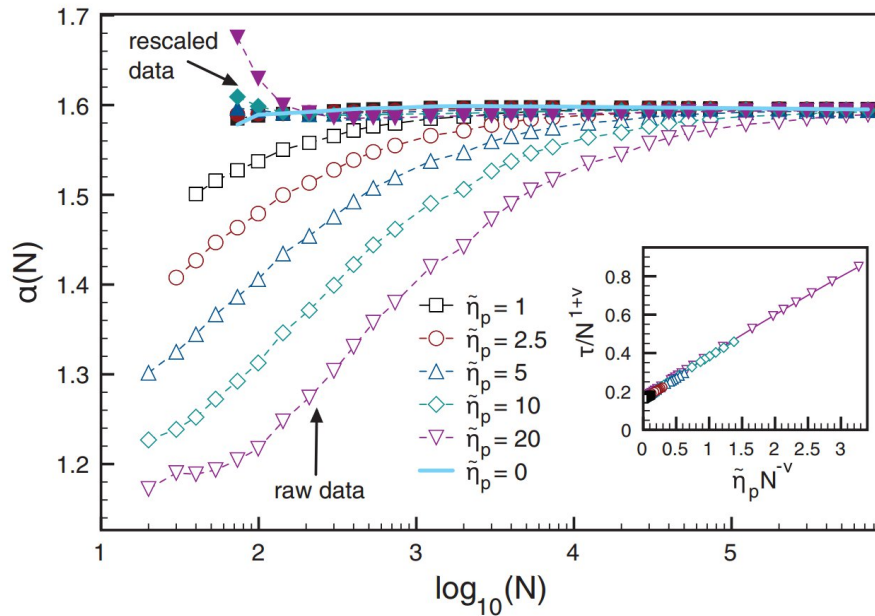 1.7
1.6
1.5
1.4
1.3
1.2
α(N)
rescaled
data
raw data
η̃p = 1
η̃p = 2.5
η̃p = 5
η̃p = 10
η̃p = 20
η̃p = 0
0.8
0.6
0.4
0.2
0
τ/N^{1+ν}
0 0.5 1 1.5 2 2.5 3
η̃p N^{-ν}
1 2 3 4 5
log10(N)